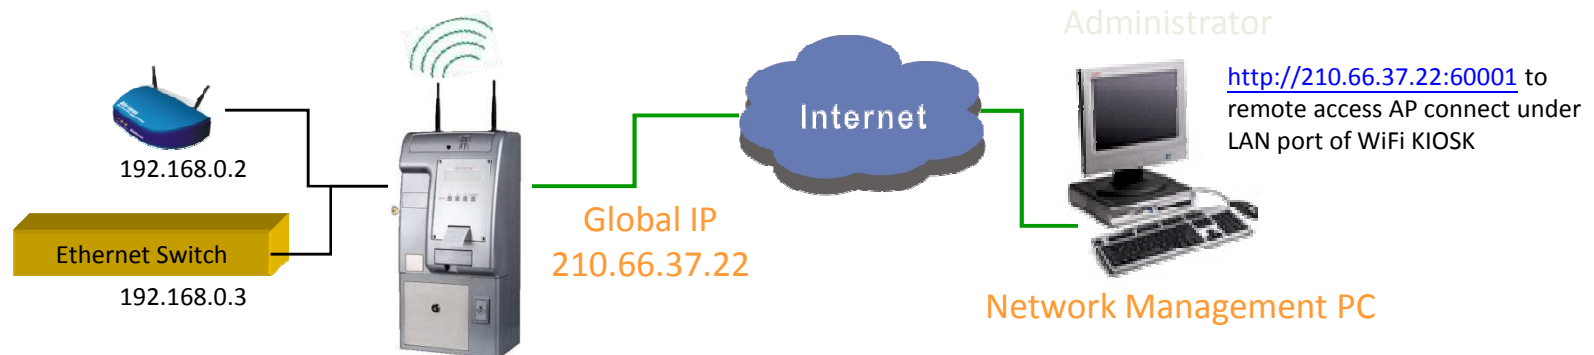 Administrator
http://210.66.37.22:60001 to
remote access AP connect under
LAN port of WiFi KIOSK
Internet
192.168.0.2
Global IP
210.66.37.22
Ethernet Switch
192.168.0.3
Network Management PC